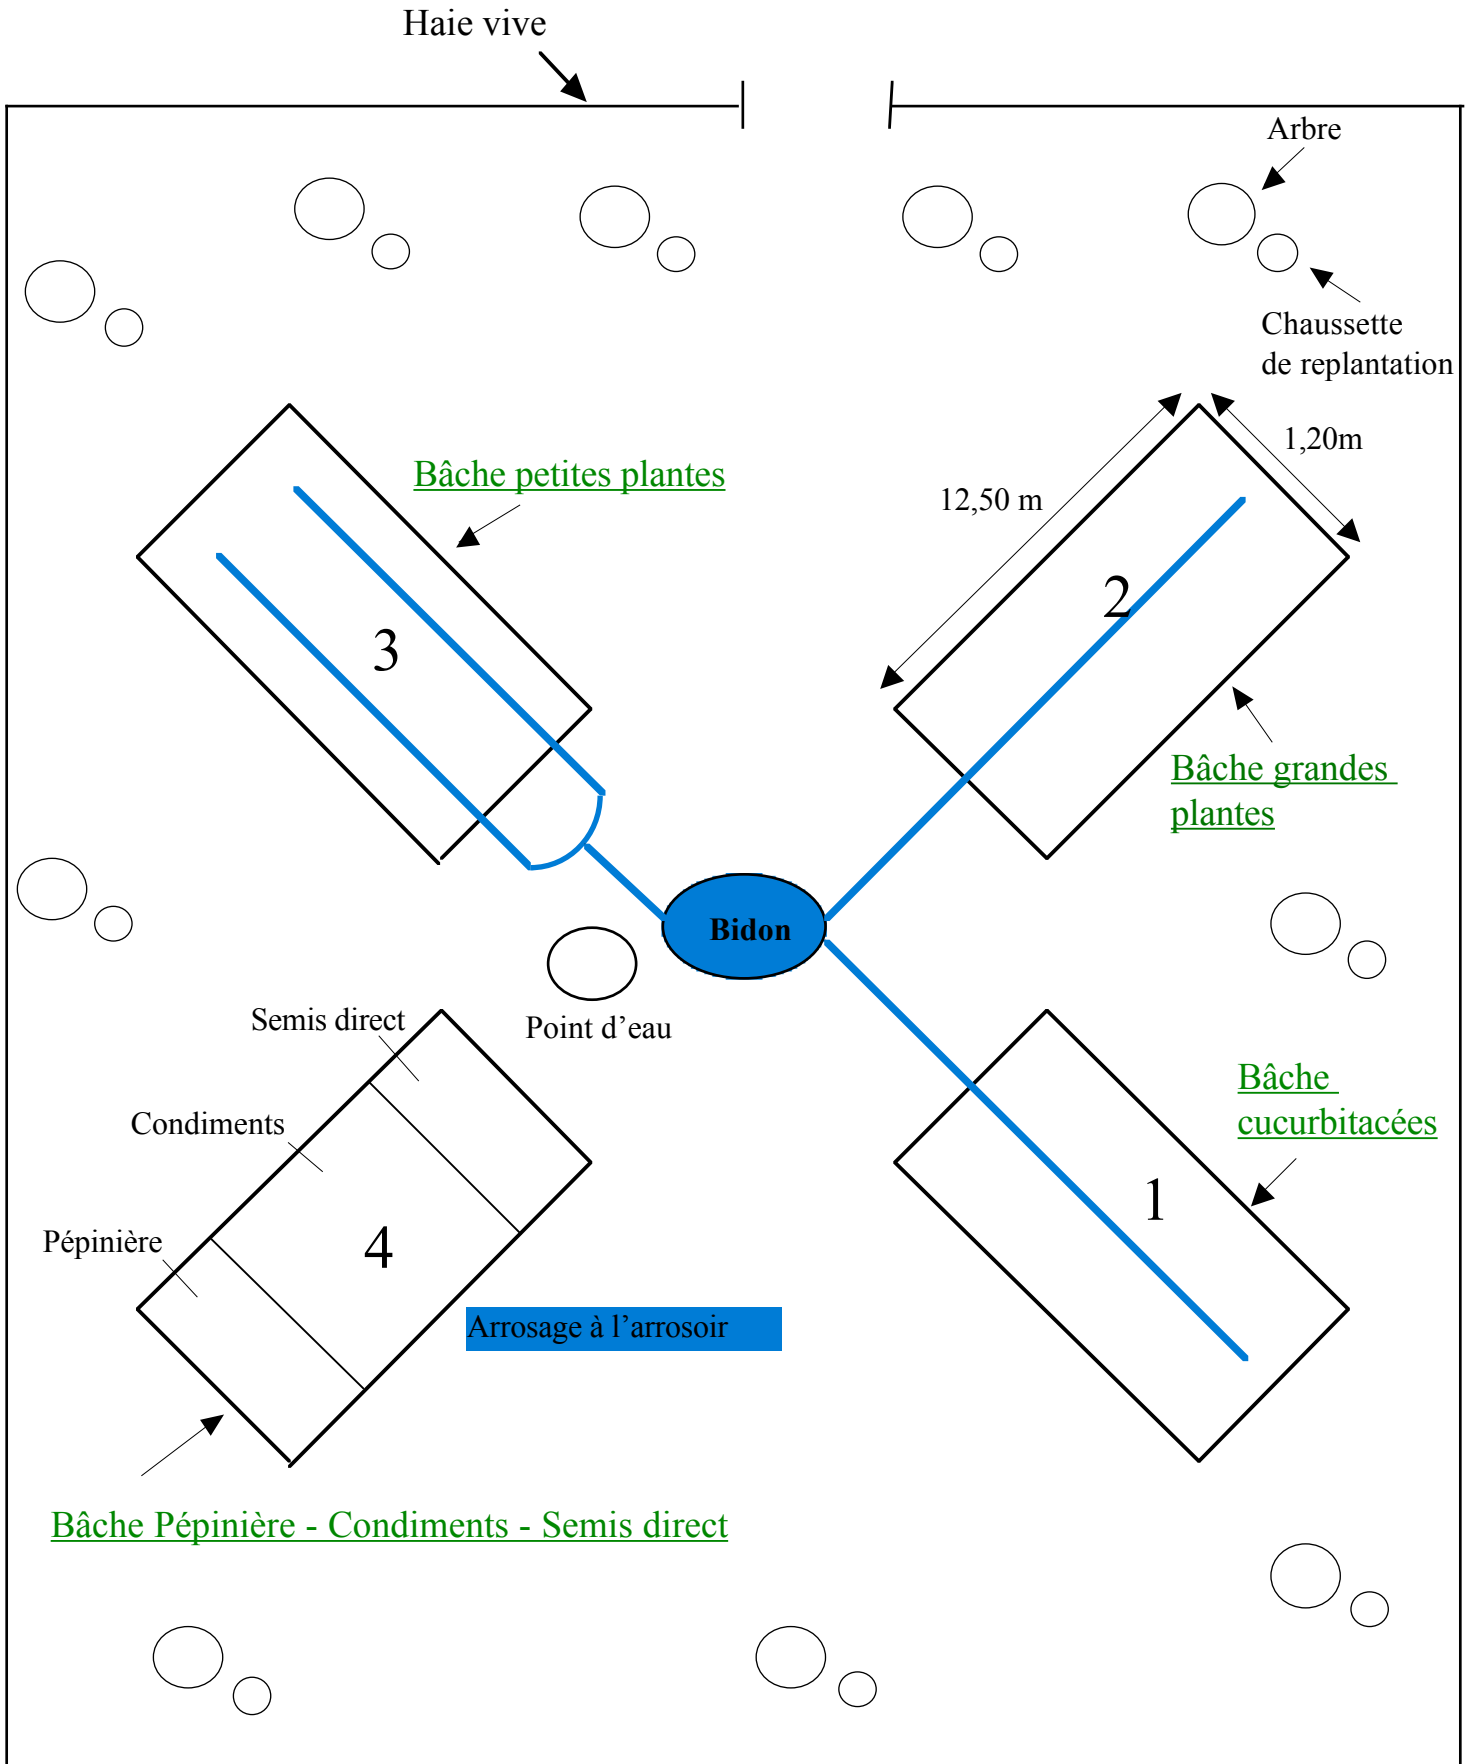 Haie vive
Arbre
Chaussette
de replantation
1,20m
Bâche petites plantes
12,50 m
2
3
Bâche grandes
plantes
Bidon
Semis direct
Point d’eau
Bâche
cucurbitacées
Condiments
1
Pépinière
4
Arrosage à l’arrosoir
Bâche Pépinière - Condiments - Semis direct